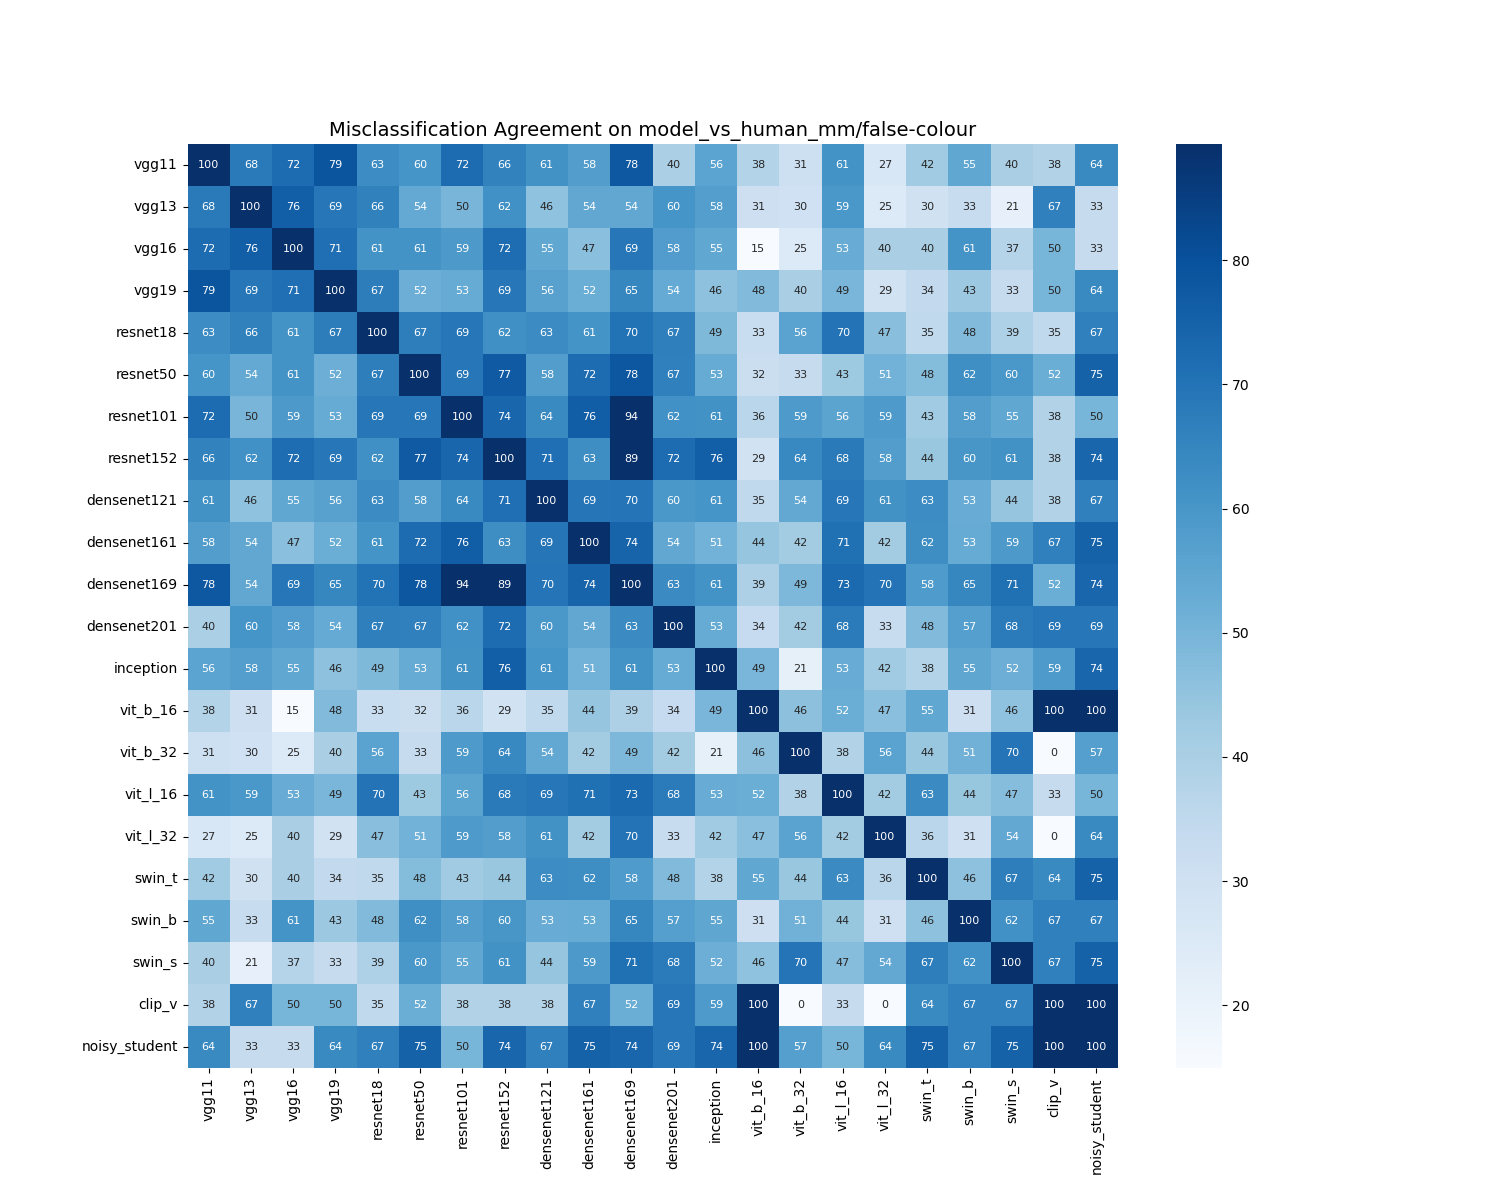 Misclassification Agreement on model_vs_human_mm/false-colour
vgg11 100 68 72 79 63 60 72 66 61 58 78 40 56 38 31 61 27 42 55 40 38 64
vgg13 68 100 76 69 66 54 50 62 46 54 54 60 58 31 30 59 25 30 33 21 67 33
vgg16 72 76 100 71 61 61 59 72 55 47 69 58 55 15 25 53 40 40 61 37 50 33
vgg19 79 69 71 100 67 52 53 69 56 52 65 54 46 48 40 49 29 34 43 33 50 64
resnet18 63 66 61 67 100 67 69 62 63 61 70 67 49 33 56 70 47 35 48 39 35 67
resnet50 60 54 61 52 67 100 69 77 58 72 78 67 53 32 33 43 51 48 62 60 52 75
resnet101 72 50 59 53 69 69 100 74 64 76 94 62 61 36 59 56 59 43 58 55 38 50
resnet152 66 62 72 69 62 77 74 100 71 63 89 72 76 29 64 68 58 44 60 61 38 74
densenet121 61 46 55 56 63 58 64 71 100 69 70 60 61 35 54 69 61 63 53 44 38 67
densenet161 58 54 47 52 61 72 76 63 69 100 74 54 51 44 42 71 42 62 53 59 67 75
densenet169 78 54 69 65 70 78 94 89 70 74 100 63 61 39 49 73 70 58 65 71 52 74
densenet201 40 60 58 54 67 67 62 72 60 54 63 100 53 34 42 68 33 48 57 68 69 69
inception 56 58 55 46 49 53 61 76 61 51 61 53 100 49 21 53 42 38 55 52 59 74
vit_b_16 38 31 15 48 33 32 36 29 35 44 39 34 49 100 46 52 47 55 31 46 100 100
vit_b_32 31 30 25 40 56 33 59 64 54 42 49 42 21 46 100 38 56 44 51 70 0 57
vit_l_16 61 59 53 49 70 43 56 68 69 71 73 68 53 52 38 100 42 63 44 47 33 50
vit_l_32 27 25 40 29 47 51 59 58 61 42 70 33 42 47 56 42 100 36 31 54 0 64
swin_t 42 30 40 34 35 48 43 44 63 62 58 48 38 55 44 63 36 100 46 67 64 75
swin_b 55 33 61 43 48 62 58 60 53 53 65 57 55 31 51 44 31 46 100 62 67 67
swin_s 40 21 37 33 39 60 55 61 44 59 71 68 52 46 70 47 54 67 62 100 67 75
clip_v 38 67 50 50 35 52 38 38 38 67 52 69 59 100 0 33 0 64 67 67 100 100
noisy_student 64 33 33 64 67 75 50 74 67 75 74 69 74 100 57 50 64 75 67 75 100 100
vgg11 vgg13 vgg16 vgg19 resnet18 resnet50 resnet101 resnet152 densenet121 densenet161 densenet169 densenet201 inception vit_b_16 vit_b_32 vit_l_16 vit_l_32 swin_t swin_b swin_s clip_v noisy_student
80
70
60
50
40
30
20